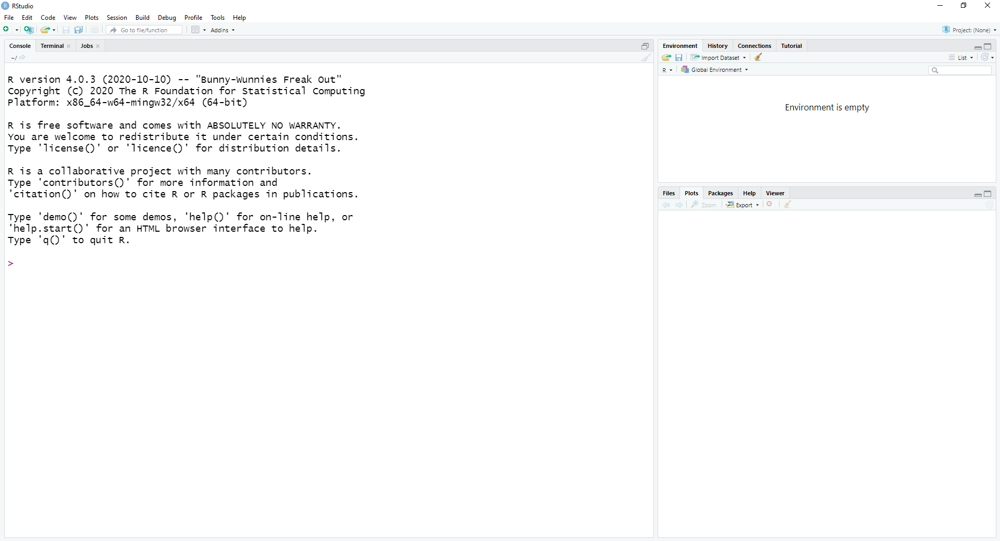 RStudio
File Edit Code View Plots Session Build Debug Profile Tools Help
Go to file/function Addins Project: (None)
Console Terminal Jobs
~/
R version 4.0.3 (2020-10-10) -- "Bunny-Wunnies Freak Out"
Copyright (C) 2020 The R Foundation for Statistical Computing
Platform: x86_64-w64-mingw32/x64 (64-bit)
R is free software and comes with ABSOLUTELY NO WARRANTY.
You are welcome to redistribute it under certain conditions.
Type 'license()' or 'licence()' for distribution details.
R is a collaborative project with many contributors.
Type 'contributors()' for more information and
'citation()' on how to cite R or R packages in publications.
Type 'demo()' for some demos, 'help()' for on-line help, or
'help.start()' for an HTML browser interface to help.
Type 'q()' to quit R.
>
Environment History Connections Tutorial
Import Dataset List
R Global Environment
Environment is empty
Files Plots Packages Help Viewer
Zoom Export